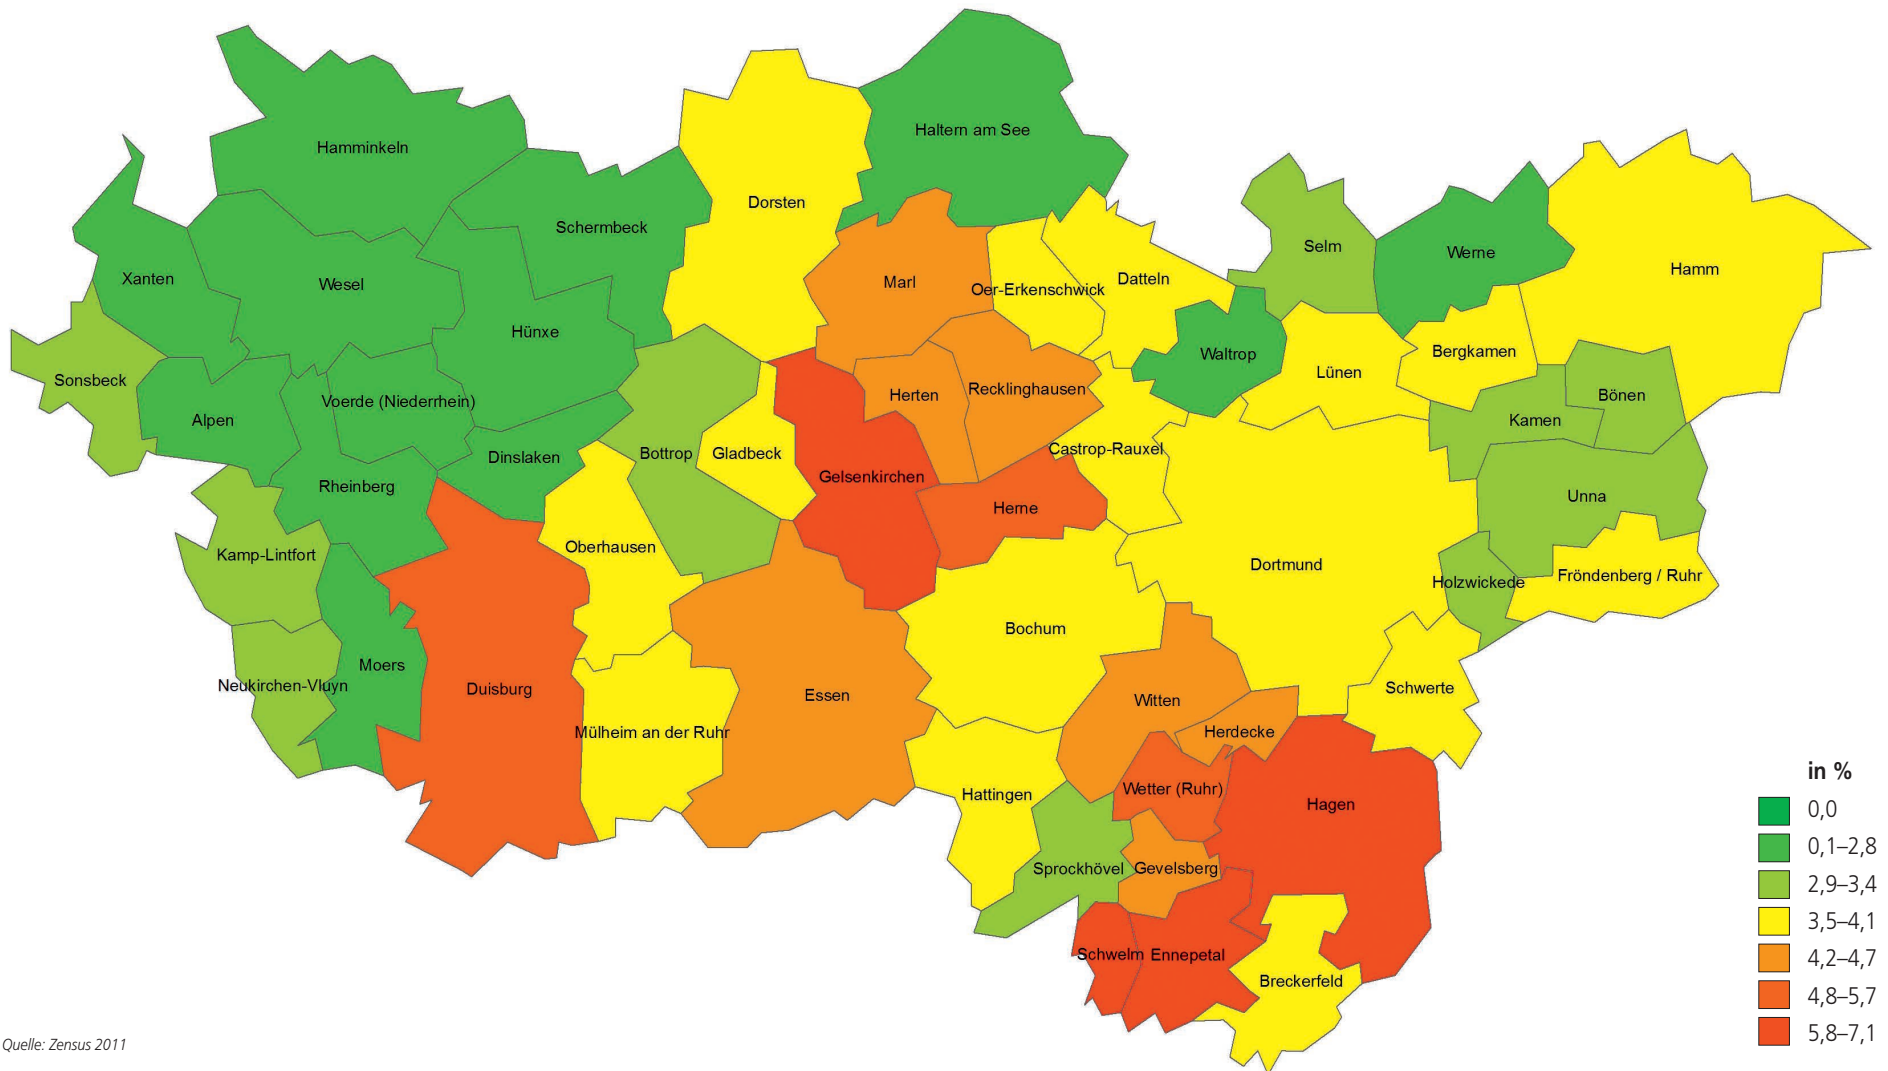 Haltern am See
Hamminkeln
Dorsten
Schermbeck
Selm
Werne
Hamm
Xanten
Wesel
Marl
Oer-Erkenschwick
Datteln
Hünxe
Waltrop
Lünen
Bergkamen
Sonsbeck
Alpen
Voerde (Niederrhein)
Herten
Recklinghausen
Kamen
Bönen
Dinslaken
Bottrop
Gladbeck
Castrop-Rauxel
Gelsenkirchen
Rheinberg
Herne
Unna
Kamp-Lintfort
Oberhausen
Dortmund
Holzwickede
Fröndenberg / Ruhr
Bochum
Moers
Neukirchen-Vluyn
Duisburg
Essen
Witten
Schwerte
Mülheim an der Ruhr
Herdecke
Hattingen
Wetter (Ruhr)
Hagen
Sprockhövel
Gevelsberg
Schwelm
Ennepetal
Breckerfeld
in %
0,0
0,1–2,8
2,9–3,4
3,5–4,1
4,2–4,7
4,8–5,7
5,8–7,1
Quelle: Zensus 2011